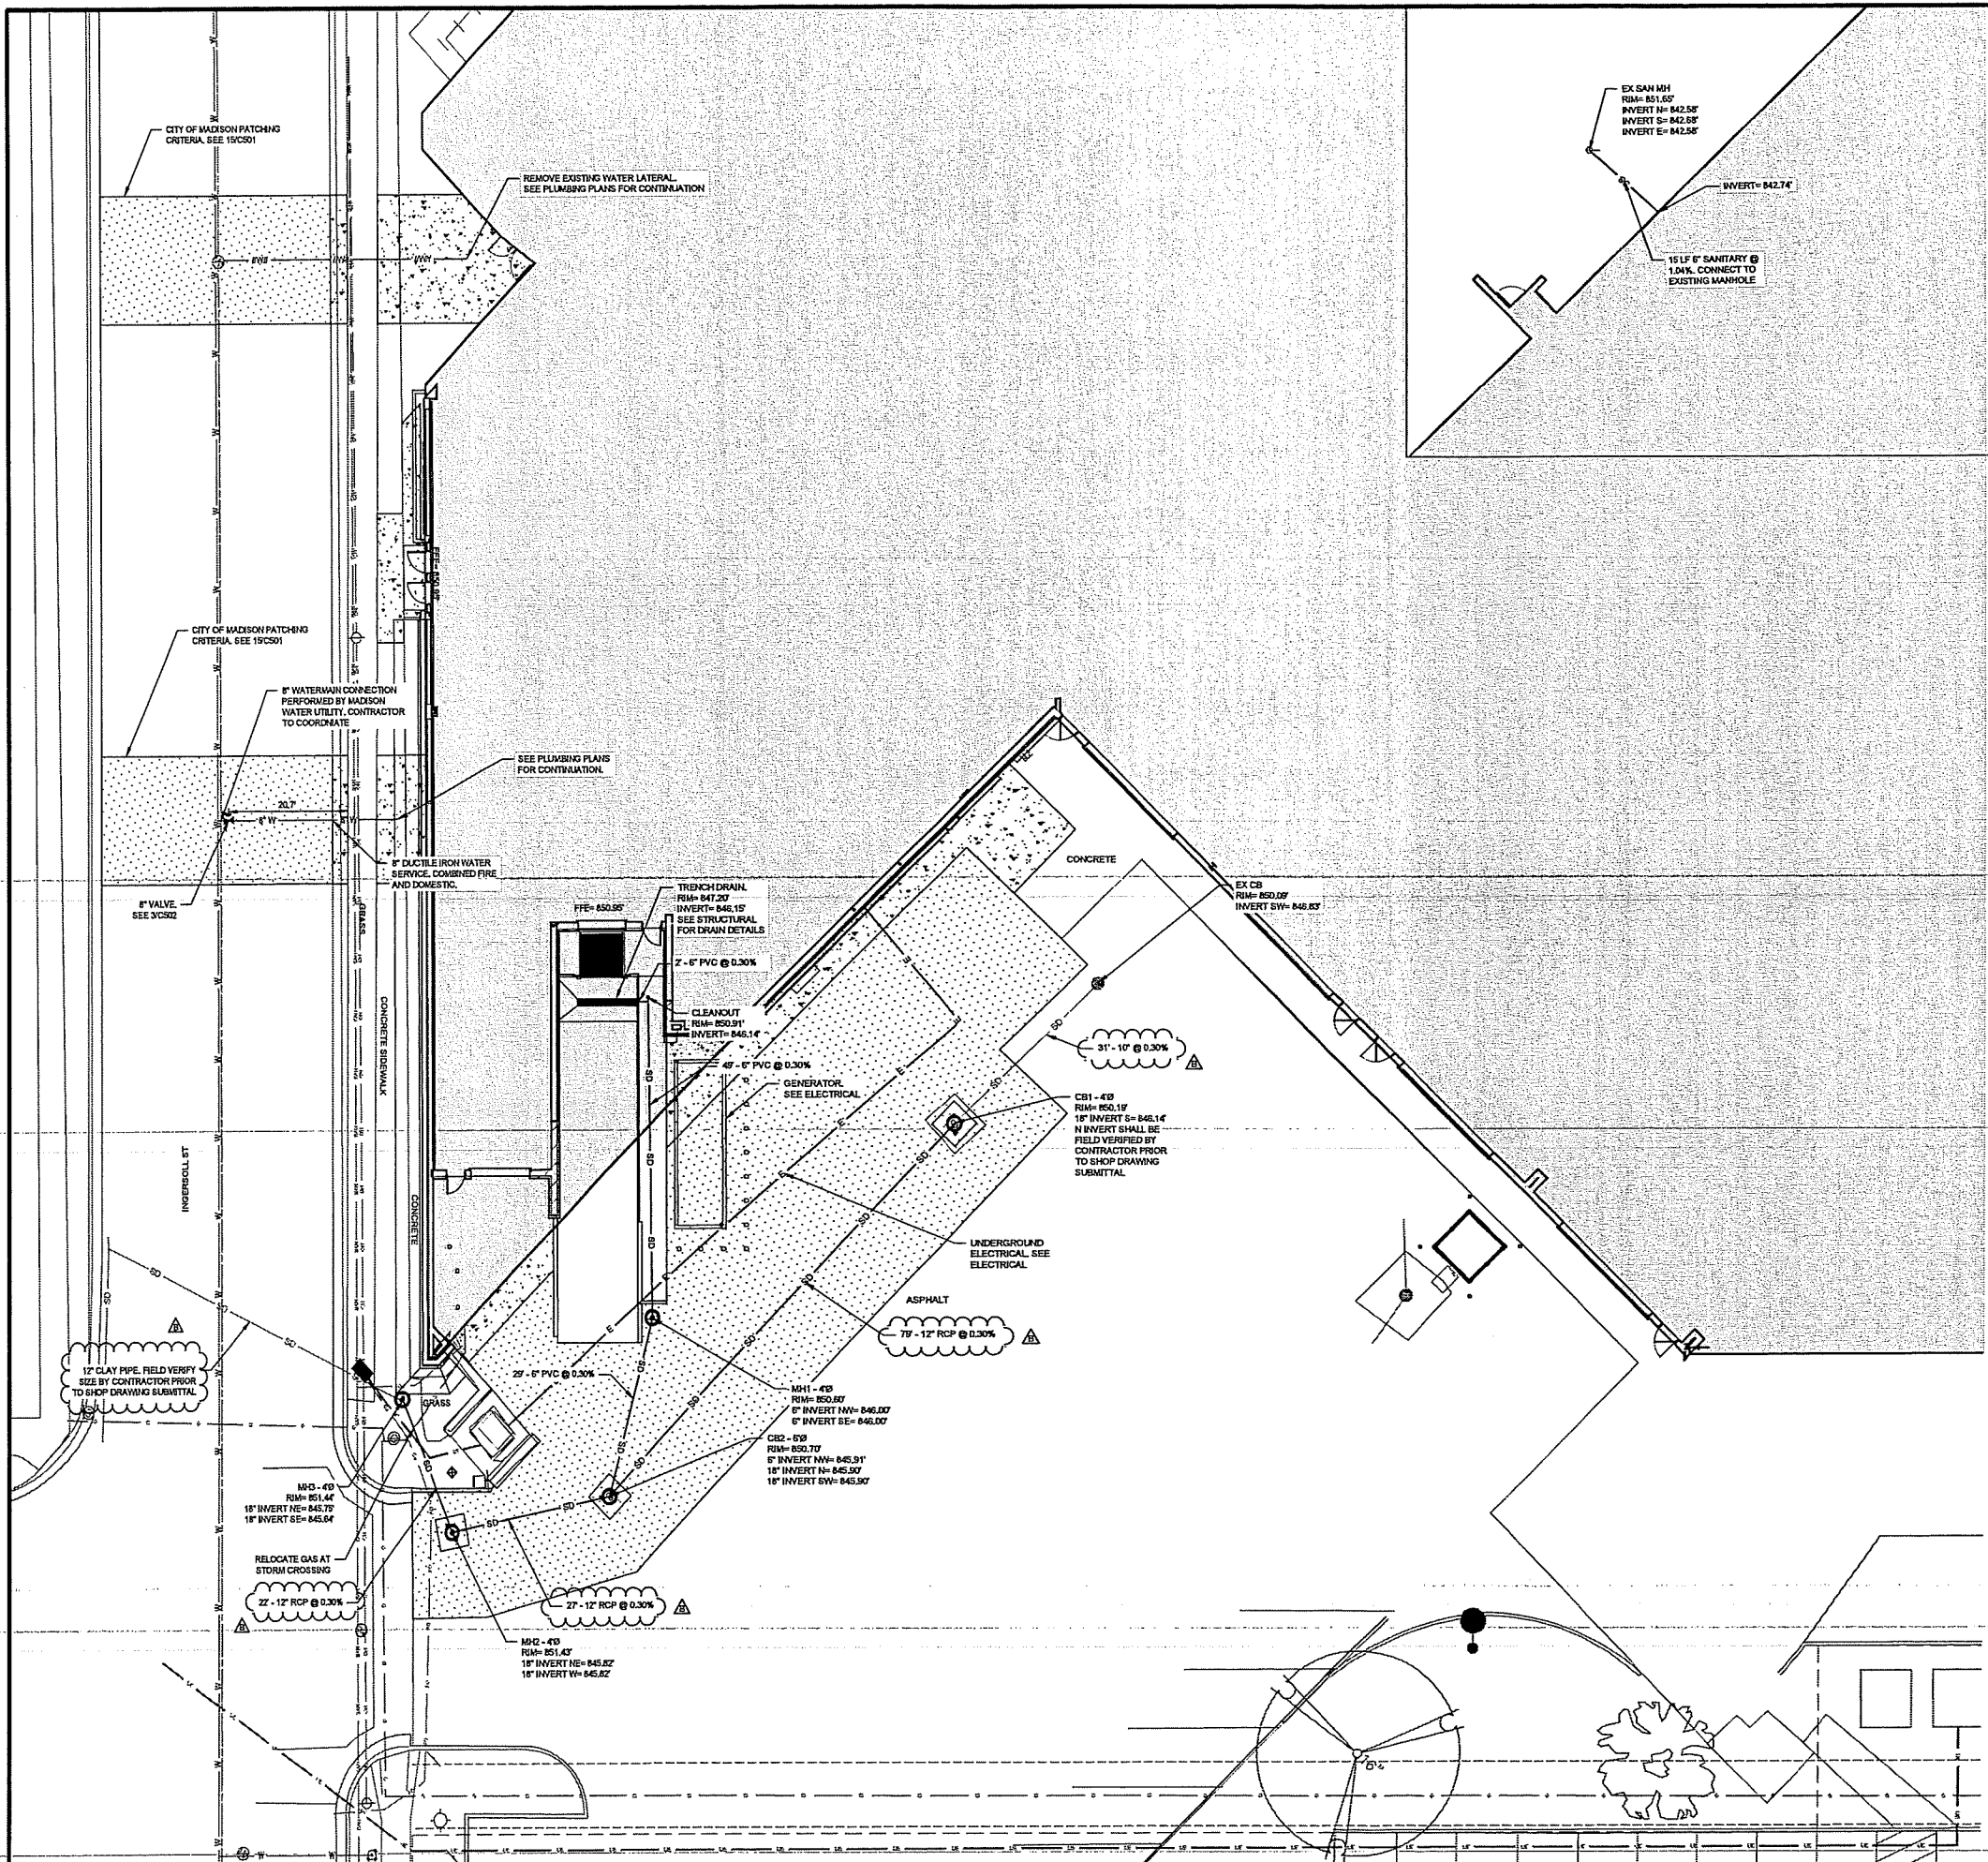 CITY OF MADISON PATCHING
CRITERIA. SEE 15/C501
REMOVE EXISTING WATER LATERAL.
SEE PLUMBING PLANS FOR CONTINUATION
EX SAN MH
RIM= 851.65'
INVERT N= 842.58'
INVERT S= 842.68'
INVERT E= 842.58'
INVERT= 842.74'
15 LF 6" SANITARY @
1.04%. CONNECT TO
EXISTING MANHOLE
CITY OF MADISON PATCHING
CRITERIA. SEE 15/C501
8" WATERMAIN CONNECTION
PERFORMED BY MADISON
WATER UTILITY. CONTRACTOR
TO COORDNIATE
SEE PLUMBING PLANS
FOR CONTINUATION.
20.7'
8" W
8" DUCTILE IRON WATER
SERVICE. COMBINED FIRE
AND DOMESTIC.
8" VALVE.
SEE 3/C502
GRASS
CONCRETE SIDEWALK
CONCRETE
INGERSOLL ST
FFE= 850.95'
TRENCH DRAIN.
RIM= 847.20'
INVERT= 846.15'
SEE STRUCTURAL
FOR DRAIN DETAILS
2' - 6" PVC @ 0.30%
CLEANOUT
RIM= 850.91'
INVERT= 846.14'
- 6" PVC @ 0.30%
GENERATOR.
SEE ELECTRICAL
CONCRETE
EX CB
RIM= 850.09'
INVERT SW=
31' - 10" @ 0.30%
B
CB1 - 4'Ø
RIM= 850.19'
18" INVERT S= 846.14'
N INVERT SHALL BE
FIELD VERIFIED BY
CONTRACTOR PRIOR
TO SHOP DRAWING
SUBMITTAL
UNDERGROUND
ELECTRICAL. SEE
ELECTRICAL
ASPHALT
79' - 12" RCP @ 0.30%
B
29' - 6" PVC @ 0.30%
MH1 - 4'Ø
RIM= 850.60'
6" INVERT NW= 846.00'
6" INVERT SE= 846.00'
CB2 - 6'Ø
RIM= 850.70'
6" INVERT NW= 845.91'
18" INVERT N= 845.90'
18" INVERT SW= 845.90'
B
12" CLAY PIPE. FIELD VERIFY
SIZE BY CONTRACTOR PRIOR
TO SHOP DRAWING SUBMITTAL
GRASS
MH3 - 4'Ø
RIM= 851.44'
18" INVERT NE= 845.75'
18" INVERT SE= 845.64'
RELOCATE GAS AT
STORM CROSSING
22' - 12" RCP @ 0.30%
B
27' - 12" RCP @ 0.30%
B
MH2 - 4'Ø
RIM= 851.43'
18" INVERT NE= 845.82'
18" INVERT W= 845.82'